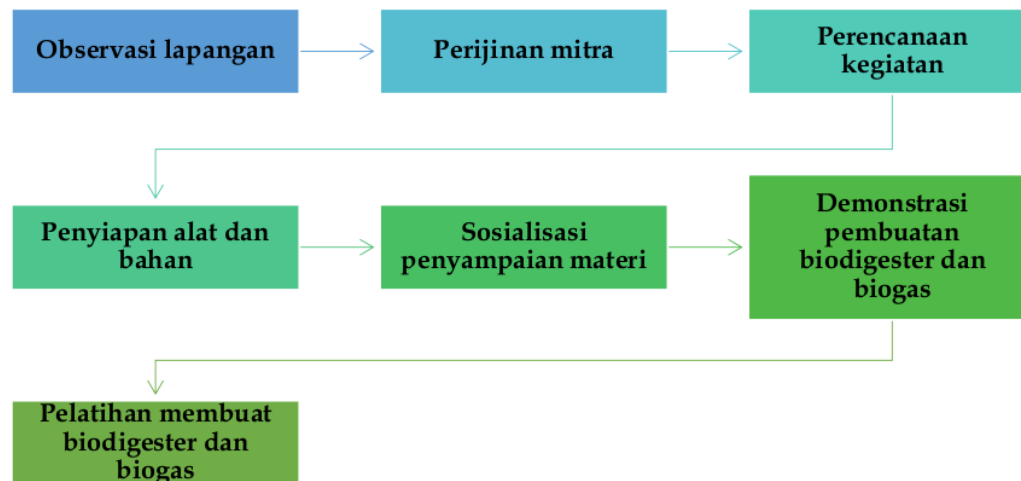 Observasi lapangan
Perijinan mitra
Perencanaan
kegiatan
Penyiapan alat dan
bahan
Sosialisasi
penyampaian materi
Demonstrasi
pembuatan
biodigester dan
biogas
Pelatihan membuat
biodigester dan
biogas